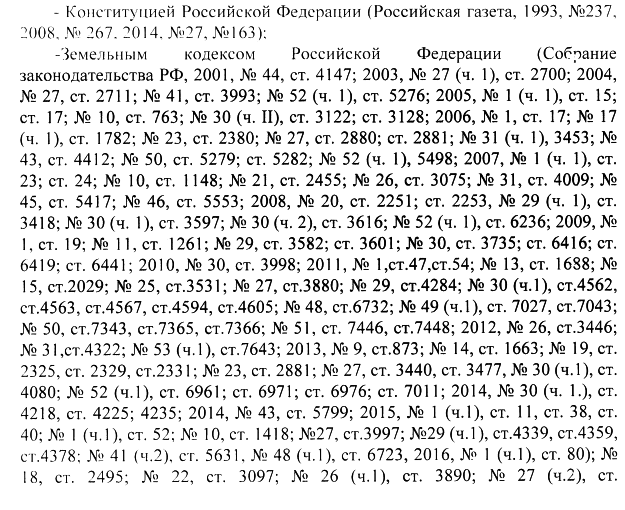 - Конституцией Российской Федерации (Российская газета, 1993, №237,
2008, № 267, 2014, №27, №163);
-Земельным кодексом Российской Федерации (Собрание
законодательства РФ, 2001, № 44, ст. 4147; 2003, № 27 (ч. 1), ст. 2700; 2004,
№ 27, ст. 2711; № 41, ст. 3993; № 52 (ч. 1), ст. 5276; 2005, № 1 (ч. 1), ст. 15;
ст. 17; № 10, ст. 763; № 30 (ч. II), ст. 3122; ст. 3128; 2006, № 1, ст. 17; № 17
(ч. 1), ст. 1782; № 23, ст. 2380; № 27, ст. 2880; ст. 2881; № 31 (ч. 1), 3453; №
43, ст. 4412; № 50, ст. 5279; ст. 5282; № 52 (ч. 1), 5498; 2007, № 1 (ч. 1), ст.
23; ст. 24; № 10, ст. 1148; № 21, ст. 2455; № 26, ст. 3075; № 31, ст. 4009; №
45, ст. 5417; № 46, ст. 5553; 2008, № 20, ст. 2251; ст. 2253, № 29 (ч. 1), ст.
3418; № 30 (ч. 1), ст. 3597; № 30 (ч. 2), ст. 3616; № 52 (ч. 1), ст. 6236; 2009, №
1, ст. 19; № 11, ст. 1261; № 29, ст. 3582; ст. 3601; № 30, ст. 3735; ст. 6416; ст.
6419; ст. 6441; 2010, № 30, ст. 3998; 2011, № 1,ст.47,ст.54; № 13, ст. 1688; №
15, ст.2029; № 25, ст.3531; № 27, ст.3880; № 29, ст.4284; № 30 (ч.1), ст.4562,
ст.4563, ст.4567, ст.4594, ст.4605; № 48, ст.6732; № 49 (ч.1), ст. 7027, ст.7043;
№ 50, ст.7343, ст.7365, ст.7366; № 51, ст. 7446, ст.7448; 2012, № 26, ст.3446;
№ 31,ст.4322; № 53 (ч.1), ст.7643; 2013, № 9, ст.873; № 14, ст. 1663; № 19, ст.
2325, ст. 2329, ст.2331; № 23, ст. 2881; № 27, ст. 3440, ст. 3477, № 30 (ч.1), ст.
4080; № 52 (ч.1), ст. 6961; ст. 6971; ст. 6976; ст. 7011; 2014, № 30 (ч. 1.), ст.
4218, ст. 4225; 4235; 2014, № 43, ст. 5799; 2015, № 1 (ч.1), ст. 11, ст. 38, ст.
40; № 1 (ч.1), ст. 52; № 10, ст. 1418; №27, ст.3997; №29 (ч.1), ст.4339, ст.4359,
ст.4378; № 41 (ч.2), ст. 5631, № 48 (ч.1), ст. 6723, 2016, № 1 (ч.1), ст. 80); №
18, ст. 2495; № 22, ст. 3097; № 26 (ч.1), ст. 3890; № 27 (ч.2), ст.